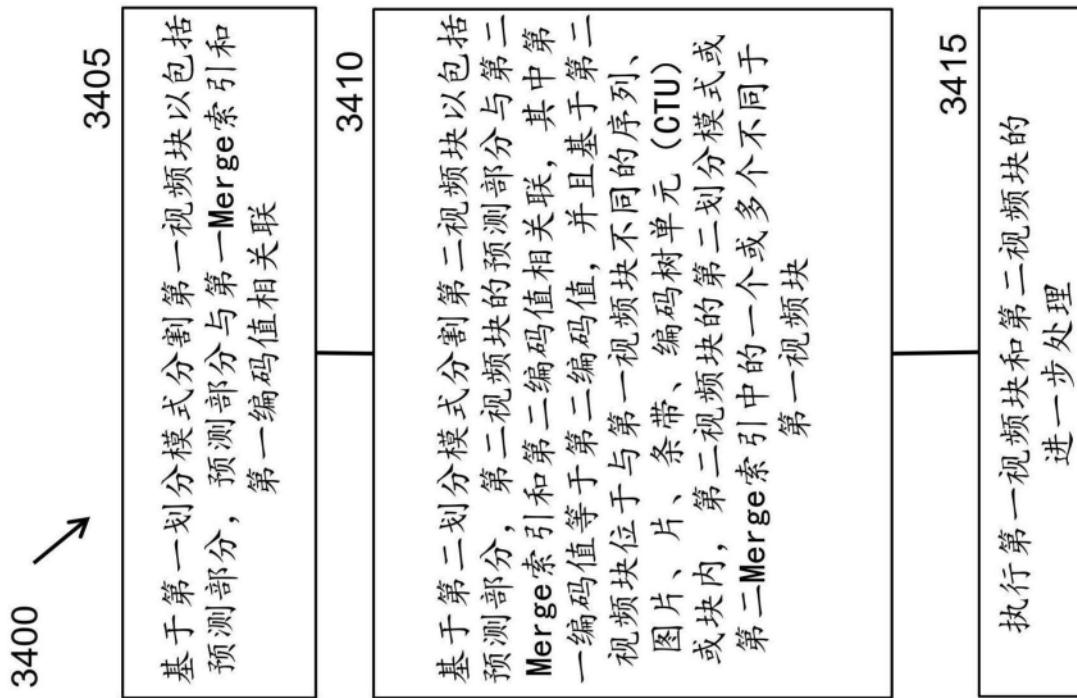 3400
3405
基于第一划分模式分割第一视频块以包括
预测部分，预测部分与第一Merge索引和
第一编码值相关联
3410
基于第二划分模式分割第二视频块以包括
预测部分，第二视频块的预测部分与第二
Merge索引和第二编码值相关联，其中第
一编码值等于第二编码值，并且基于第二
视频块位于与第一视频块不同的序列、
图片、片、条带、编码树单元（CTU）
或块内，第二视频块的第二划分模式或
第二Merge索引中的一个或多个不同于
第一视频块
3415
执行第一视频块和第二视频块的
进一步处理